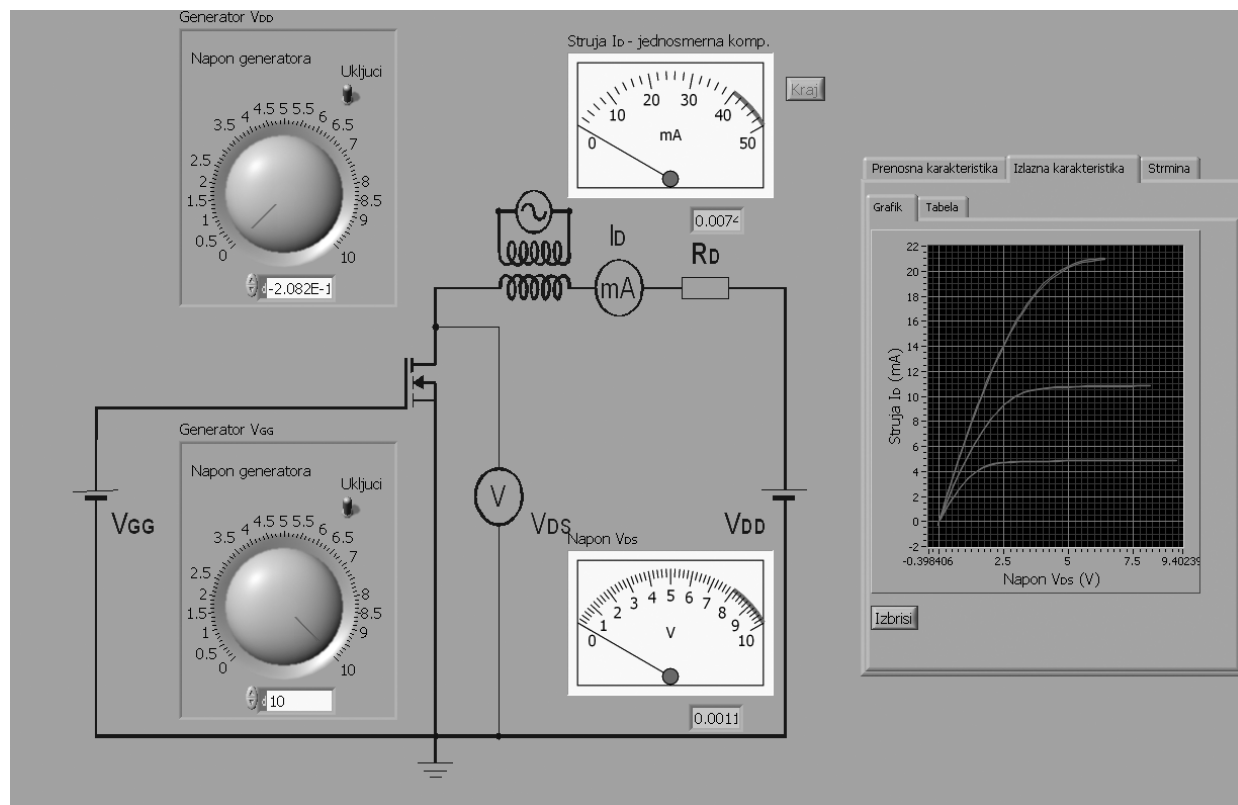 Generator VDD
Napon generatora
Ukljuci
0 0.5 1 1.5 2 2.5 3.5 4 4.5 5 5.5 6 6.5 7 8 8.5 9 10
-2.082E-1
Struja ID - jednosmerna komp.
0 10 20 30 40 50
mA
0.0074
Kraj
ID
mA
RD
VGG
V
VDS
VDD
Generator VGG
Napon generatora
Ukljuci
0 0.5 1 1.5 2 2.5 3.5 4 4.5 5 5.5 6 6.5 7 8 8.5 9 10
10
Napon VDS
0 1 2 3 4 5 6 7 8 9 10
V
0.0011
Prenosna karakteristika Izlazna karakteristika Strmina
Grafik Tabela
Struja ID (mA)
22
20
18
16
14
12
10
8
6
4
2
0
-2
-0.398406 2.5 5 7.5 9.40239
Napon VDS (V)
Izbrisi